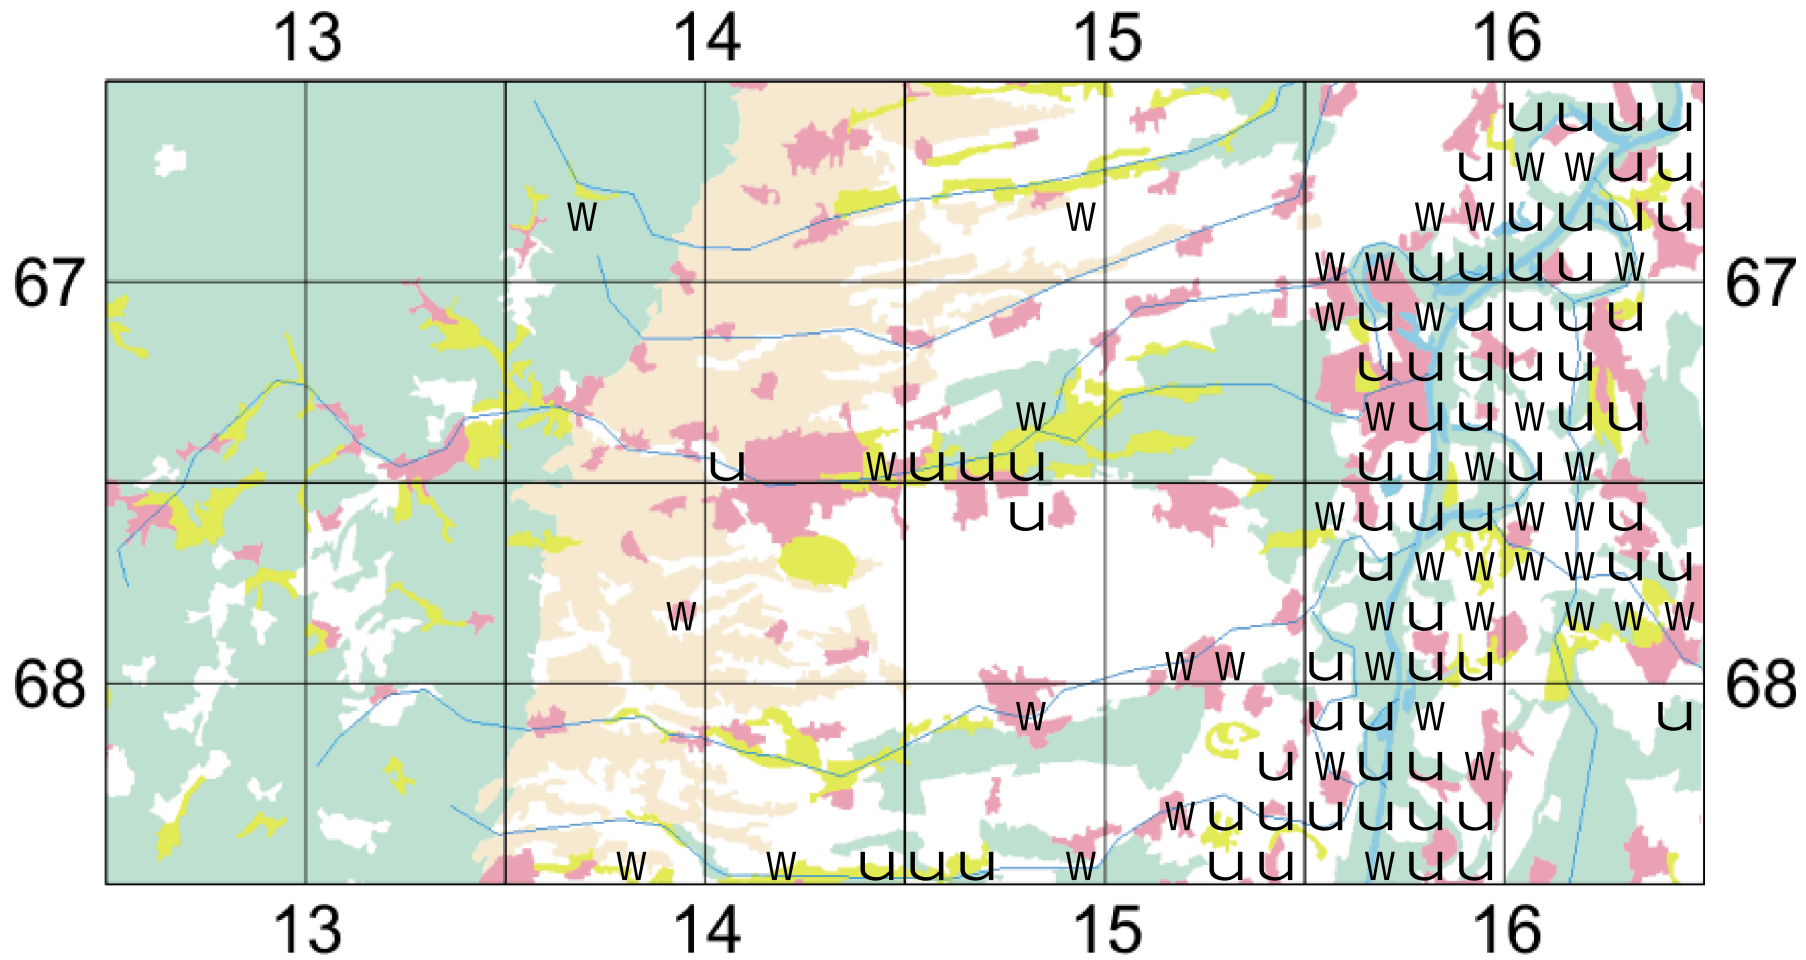 13 14 15 16
u u u u
u w w u u
w w w w u u u u
w w u u u u w
67 67
w u w u u u u
u u u u u
w w u u w u u
u w u u u u u w u w
u w u u u w w u
u w w w w u u
w w u w w w w
w w u w u u
68 68
w u u w u
u w u u w
w u u u u u u
w w u u u w u u w u u
13 14 15 16